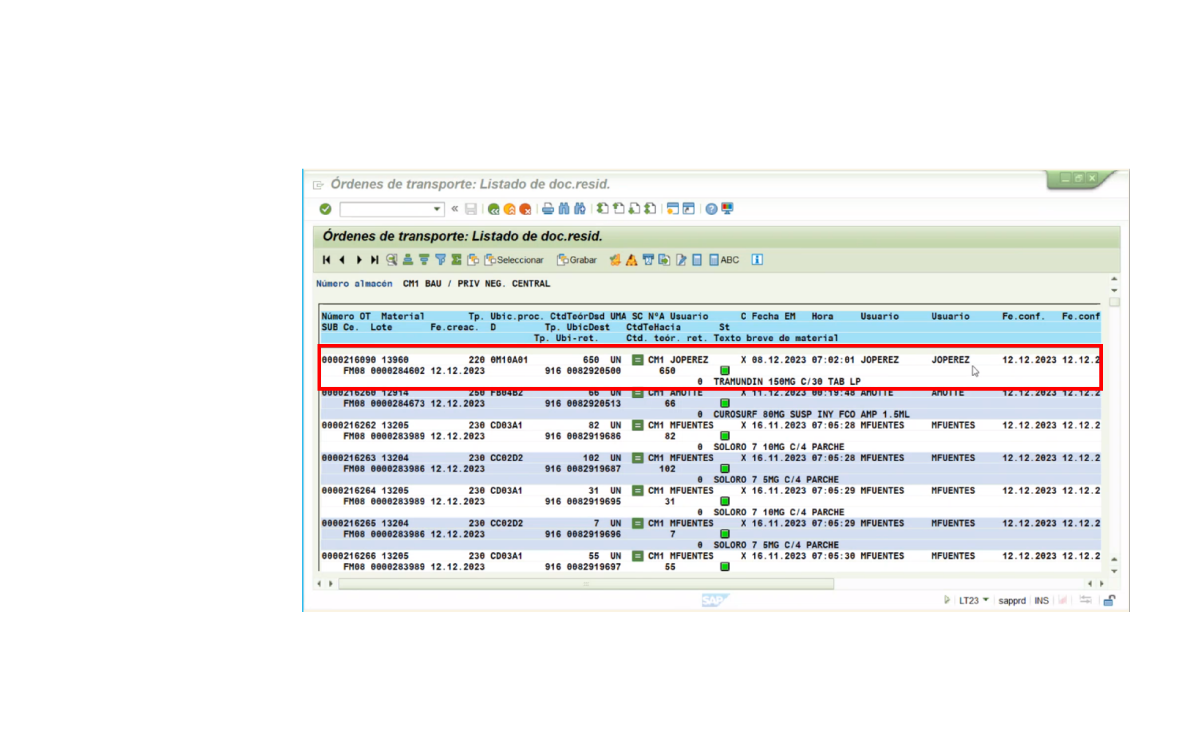 Órdenes de transporte: Listado de doc.resid.
Órdenes de transporte: Listado de doc.resid.
Seleccionar Grabar ABC
Número almacén CM1 BAU / PRIV NEG. CENTRAL
Número OT Material Tp. Ubic.proc. CtdTeórDsd UMA SC NºA Usuario C Fecha EM Hora Usuario Usuario Fe.conf. Fe.conf
SUB Ce. Lote Fe.creac. D Tp. UbicDest CtdTeHacia St
Tp. Ubi-ret. Ctd. teór. ret. Texto breve de material
0000216090 13960 220 0M10A01 650 UN CM1 JOPEREZ X 08.12.2023 07:02:01 JOPEREZ JOPEREZ 12.12.2023 12.12.2
FM08 0000284602 12.12.2023 916 0082920500 650
0 TRAMUNDIN 150MG C/30 TAB LP
0000216260 12914 250 FB04B2 66 UN CM1 AMOTTE X 11.12.2023 00:19:48 AMOTTE AMOTTE 12.12.2023 12.12.2
FM08 0000284673 12.12.2023 916 0082920513 66
0 CUROSURF 80MG SUSP INY FCO AMP 1.5ML
0000216262 13205 230 CD03A1 82 UN CM1 MFUENTES X 16.11.2023 07:05:28 MFUENTES MFUENTES 12.12.2023 12.12.2
FM08 0000283989 12.12.2023 916 0082919686 82
0 SOLORO 7 10MG C/4 PARCHE
0000216263 13204 230 CC02D2 102 UN CM1 MFUENTES X 16.11.2023 07:05:28 MFUENTES MFUENTES 12.12.2023 12.12.2
FM08 0000283986 12.12.2023 916 0082919687 102
0 SOLORO 7 5MG C/4 PARCHE
0000216264 13205 230 CD03A1 31 UN CM1 MFUENTES X 16.11.2023 07:05:29 MFUENTES MFUENTES 12.12.2023 12.12.2
FM08 0000283989 12.12.2023 916 0082919695 31
0 SOLORO 7 10MG C/4 PARCHE
0000216265 13204 230 CC02D2 7 UN CM1 MFUENTES X 16.11.2023 07:05:29 MFUENTES MFUENTES 12.12.2023 12.12.2
FM08 0000283986 12.12.2023 916 0082919696 7
0 SOLORO 7 5MG C/4 PARCHE
0000216266 13205 230 CD03A1 55 UN CM1 MFUENTES X 16.11.2023 07:05:30 MFUENTES MFUENTES 12.12.2023 12.12.2
FM08 0000283989 12.12.2023 916 0082919697 55
SAP LT23 sapprd INS